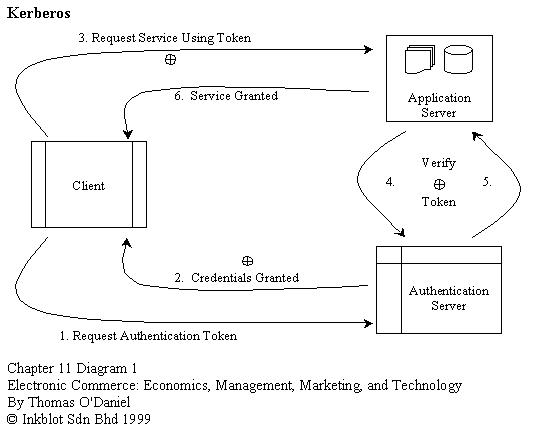 Kerberos
3. Request Service Using Token
6. Service Granted
Application
Server
Client
Verify
4.
5.
Token
2. Credentials Granted
Authentication
Server
1. Request Authentication Token
Chapter 11 Diagram 1
Electronic Commerce: Economics, Management, Marketing, and Technology
By Thomas O'Daniel
© Inkblot Sdn Bhd 1999